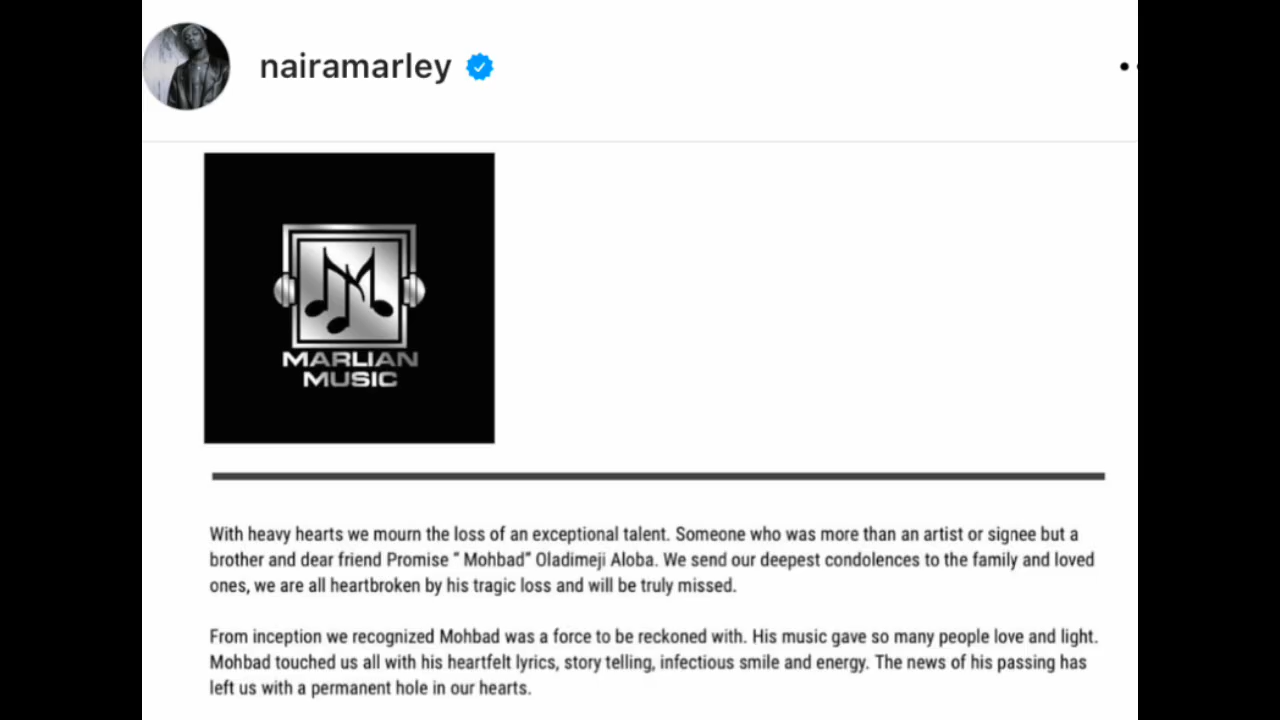 nairamarley
MARLIAN
MUSIC
With heavy hearts we mourn the loss of an exceptional talent. Someone who was more than an artist or signee but a
brother and dear friend Promise “ Mohbad” Oladimeji Aloba. We send our deepest condolences to the family and loved
ones, we are all heartbroken by his tragic loss and will be truly missed.
From inception we recognized Mohbad was a force to be reckoned with. His music gave so many people love and light.
Mohbad touched us all with his heartfelt lyrics, story telling, infectious smile and energy. The news of his passing has
left us with a permanent hole in our hearts.